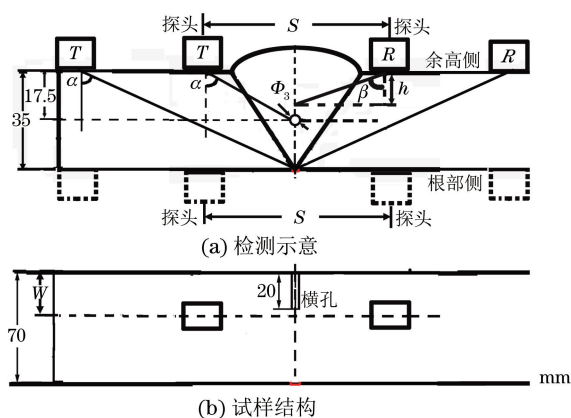 探头 S 探头
T T R R 余高侧
α α Φ3 β h
17.5
35
根部侧
探头 S 探头
(a) 检测示意
W 20 横孔
70
mm
(b) 试样结构